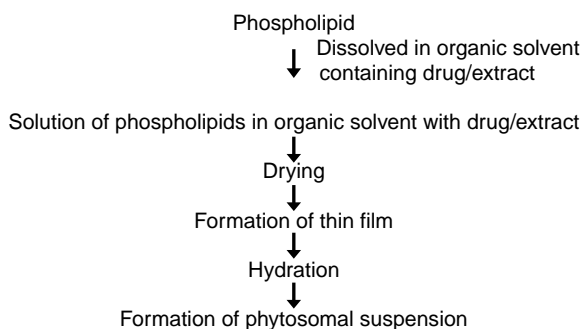 Phospholipid
Dissolved in organic solvent
containing drug/extract
Solution of phospholipids in organic solvent with drug/extract
Drying
Formation of thin film
Hydration
Formation of phytosomal suspension